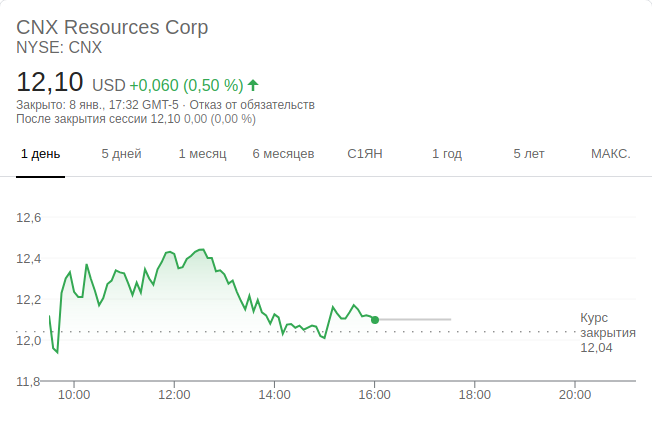 CNX Resources Corp
NYSE: CNX
12,10 USD +0,060 (0,50 %)
Закрыто: 8 янв., 17:32 GMT-5 · Отказ от обязательств
После закрытия сессии 12,10 0,00 (0,00 %)
1 день 5 дней 1 месяц 6 месяцев С1ЯН 1 год 5 лет МАКС.
12,6
12,4
12,2
Курс
закрытия
12,04
12,0
11,8
10:00 12:00 14:00 16:00 18:00 20:00